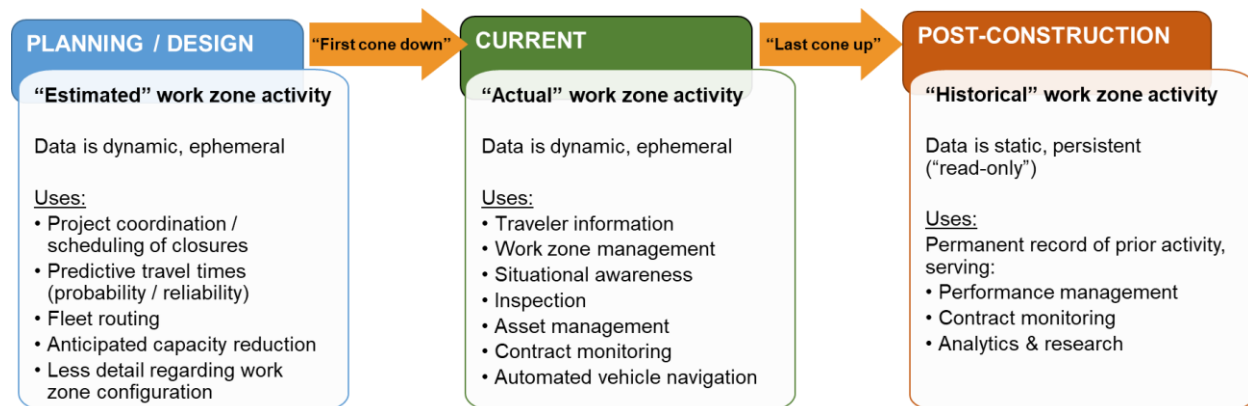 PLANNING / DESIGN
“Estimated” work zone activity
Data is dynamic, ephemeral
Uses:
• Project coordination /
scheduling of closures
• Predictive travel times
(probability / reliability)
• Fleet routing
• Anticipated capacity reduction
• Less detail regarding work
zone configuration
“First cone down”
CURRENT
“Actual” work zone activity
Data is dynamic, ephemeral
Uses:
• Traveler information
• Work zone management
• Situational awareness
• Inspection
• Asset management
• Contract monitoring
• Automated vehicle navigation
“Last cone up”
POST-CONSTRUCTION
“Historical” work zone activity
Data is static, persistent
(“read-only”)
Uses:
Permanent record of prior activity,
serving:
• Performance management
• Contract monitoring
• Analytics & research